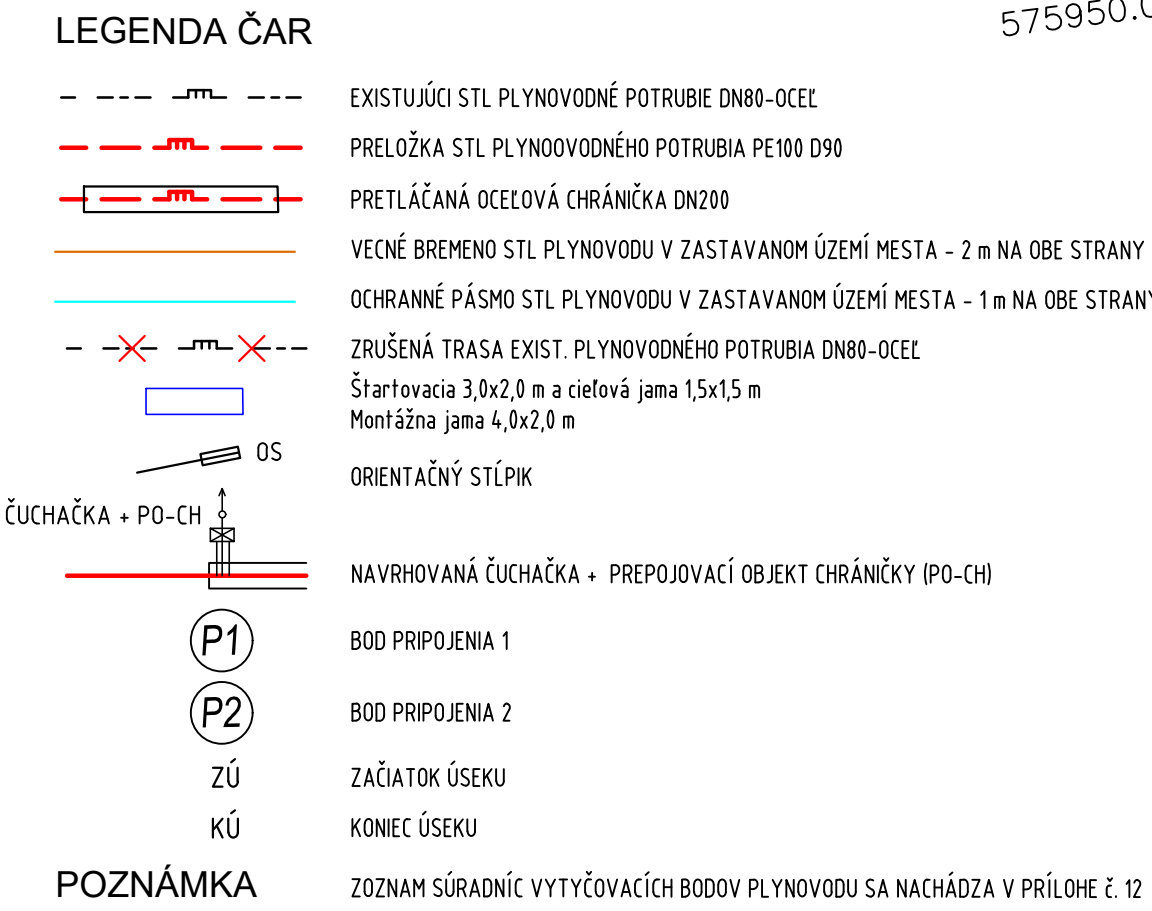 LEGENDA ČAR
575950.0
EXISTUJÚCI STL PLYNOVODNÉ POTRUBIE DN80-OCEĽ
PRELOŽKA STL PLYNOOVODNÉHO POTRUBIA PE100 D90
PRETLÁČANÁ OCEĽOVÁ CHRÁNIČKA DN200
VECNÉ BREMENO STL PLYNOVODU V ZASTAVANOM ÚZEMÍ MESTA - 2 m NA OBE STRANY
OCHRANNÉ PÁSMO STL PLYNOVODU V ZASTAVANOM ÚZEMÍ MESTA - 1 m NA OBE STRANY
ZRUŠENÁ TRASA EXIST. PLYNOVODNÉHO POTRUBIA DN80-OCEĽ
Štartovacia 3,0x2,0 m a cieľová jama 1,5x1,5 m
Montážna jama 4,0x2,0 m
OS
ORIENTAČNÝ STĹPIK
ČUCHAČKA + PO-CH
NAVRHOVANÁ ČUCHAČKA + PREPOJOVACÍ OBJEKT CHRÁNIČKY (PO-CH)
P1 BOD PRIPOJENIA 1
P2 BOD PRIPOJENIA 2
ZÚ ZAČIATOK ÚSEKU
KÚ KONIEC ÚSEKU
POZNÁMKA ZOZNAM SÚRADNÍC VYTYČOVACÍCH BODOV PLYNOVODU SA NACHÁDZA V PRÍLOHE č. 12